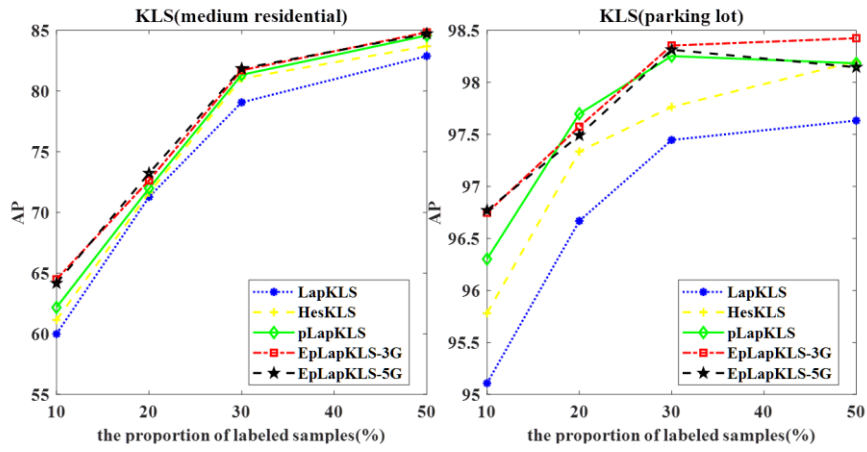 KLS(medium residential)
85
80
75
70
65
60
55
AP
10
20
30
40
50
the proportion of labeled samples(%)
LapKLS
HesKLS
pLapKLS
EpLapKLS-3G
EpLapKLS-5G
KLS(parking lot)
98.5
98
97.5
97
96.5
96
95.5
95
AP
10
20
30
40
50
the proportion of labeled samples(%)
LapKLS
HesKLS
pLapKLS
EpLapKLS-3G
EpLapKLS-5G